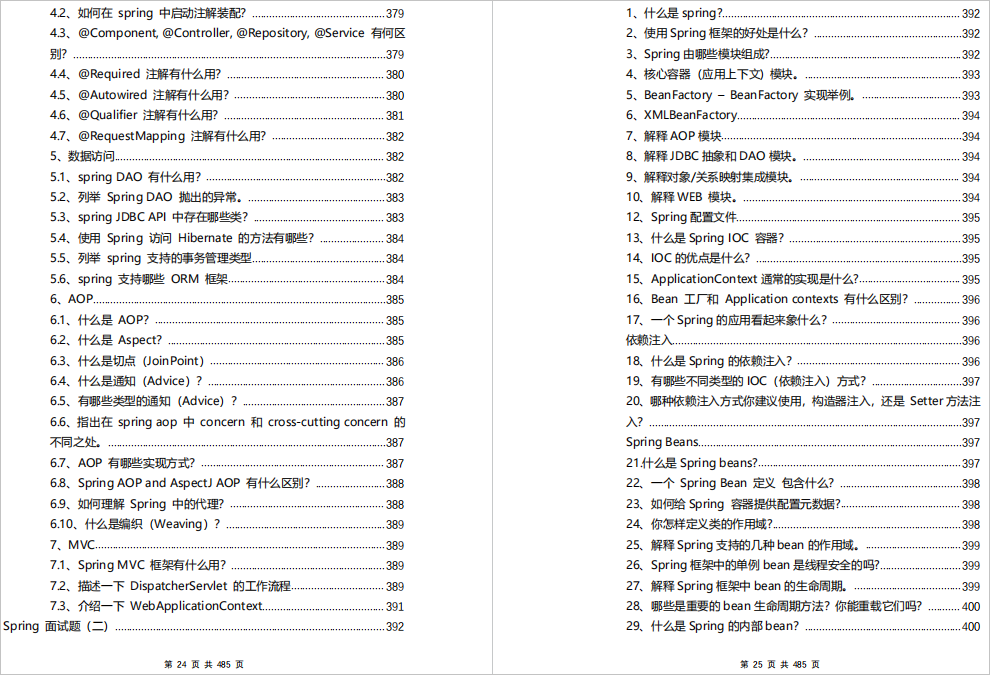 4.2、如何在 spring 中启动注解装配? ......379
4.3、@Component, @Controller, @Repository, @Service 有何区
别? ......379
4.4、@Required 注解有什么用? ......380
4.5、@Autowired 注解有什么用? ......380
4.6、@Qualifier 注解有什么用? ......381
4.7、@RequestMapping 注解有什么用? ......382
5、数据访问......382
5.1、spring DAO 有什么用? ......382
5.2、列举 Spring DAO 抛出的异常。 ......383
5.3、spring JDBC API 中存在哪些类? ......383
5.4、使用 Spring 访问 Hibernate 的方法有哪些? ......384
5.5、列举 spring 支持的事务管理类型......384
5.6、spring 支持哪些 ORM 框架......384
6、AOP......385
6.1、什么是 AOP? ......385
6.2、什么是 Aspect? ......385
6.3、什么是切点（JoinPoint）......386
6.4、什么是通知（Advice）? ......386
6.5、有哪些类型的通知（Advice）? ......387
6.6、指出在 spring aop 中 concern 和 cross-cutting concern 的
不同之处。 ......387
6.7、AOP 有哪些实现方式? ......387
6.8、Spring AOP and AspectJ AOP 有什么区别? ......388
6.9、如何理解 Spring 中的代理? ......388
6.10、什么是编织（Weaving）? ......389
7、MVC......389
7.1、Spring MVC 框架有什么用? ......389
7.2、描述一下 DispatcherServlet 的工作流程......389
7.3、介绍一下 WebApplicationContext......391
Spring 面试题（二）......392
第 24 页 共 485 页
1、什么是 spring?......392
2、使用 Spring 框架的好处是什么? ......392
3、Spring 由哪些模块组成?......392
4、核心容器（应用上下文）模块。 ......393
5、BeanFactory – BeanFactory 实现举例。 ......393
6、XMLBeanFactory......394
7、解释 AOP 模块......394
8、解释 JDBC 抽象和 DAO 模块。 ......394
9、解释对象/关系映射集成模块。 ......394
10、解释 WEB 模块。 ......394
12、Spring 配置文件......395
13、什么是 Spring IOC 容器? ......395
14、IOC 的优点是什么? ......395
15、ApplicationContext 通常的实现是什么?......395
16、Bean 工厂和 Application contexts 有什么区别? ......396
17、一个 Spring 的应用看起来象什么? ......396
依赖注入......396
18、什么是 Spring 的依赖注入? ......396
19、有哪些不同类型的 IOC（依赖注入）方式? ......397
20、哪种依赖注入方式你建议使用，构造器注入，还是 Setter 方法注
入? ......397
Spring Beans......397
21.什么是 Spring beans?......397
22、一个 Spring Bean 定义 包含什么? ......398
23、如何给 Spring 容器提供配置元数据?......398
24、你怎样定义类的作用域?......398
25、解释 Spring 支持的几种 bean 的作用域。 ......399
26、Spring 框架中的单例 bean 是线程安全的吗?......399
27、解释 Spring 框架中 bean 的生命周期。 ......399
28、哪些是重要的 bean 生命周期方法? 你能重载它们吗? ......400
29、什么是 Spring 的内部 bean? ......400
第 25 页 共 485 页